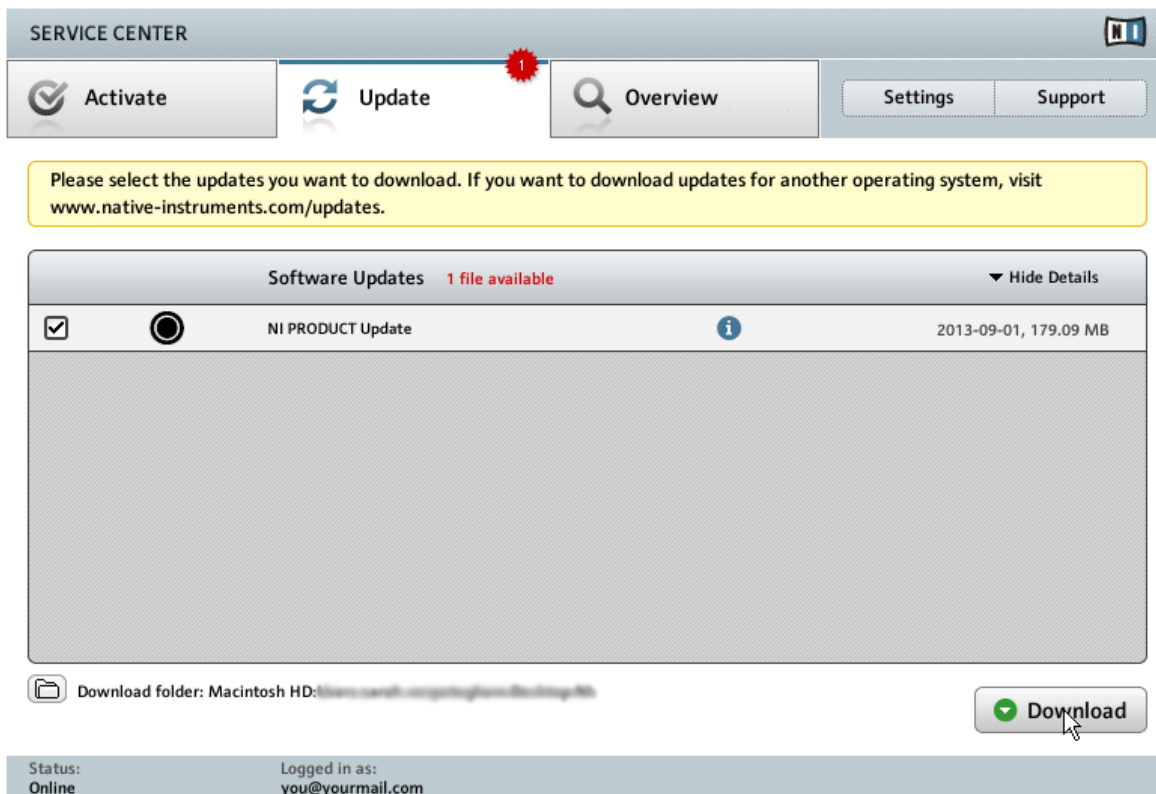 SERVICE CENTER
NI
Activate
Update
1
Overview
Settings
Support
Please select the updates you want to download. If you want to download updates for another operating system, visit
www.native-instruments.com/updates.
Software Updates 1 file available
Hide Details
NI PRODUCT Update
i
2013-09-01, 179.09 MB
Download folder: Macintosh HD:
Download
Status:
Online
Logged in as:
you@yourmail.com